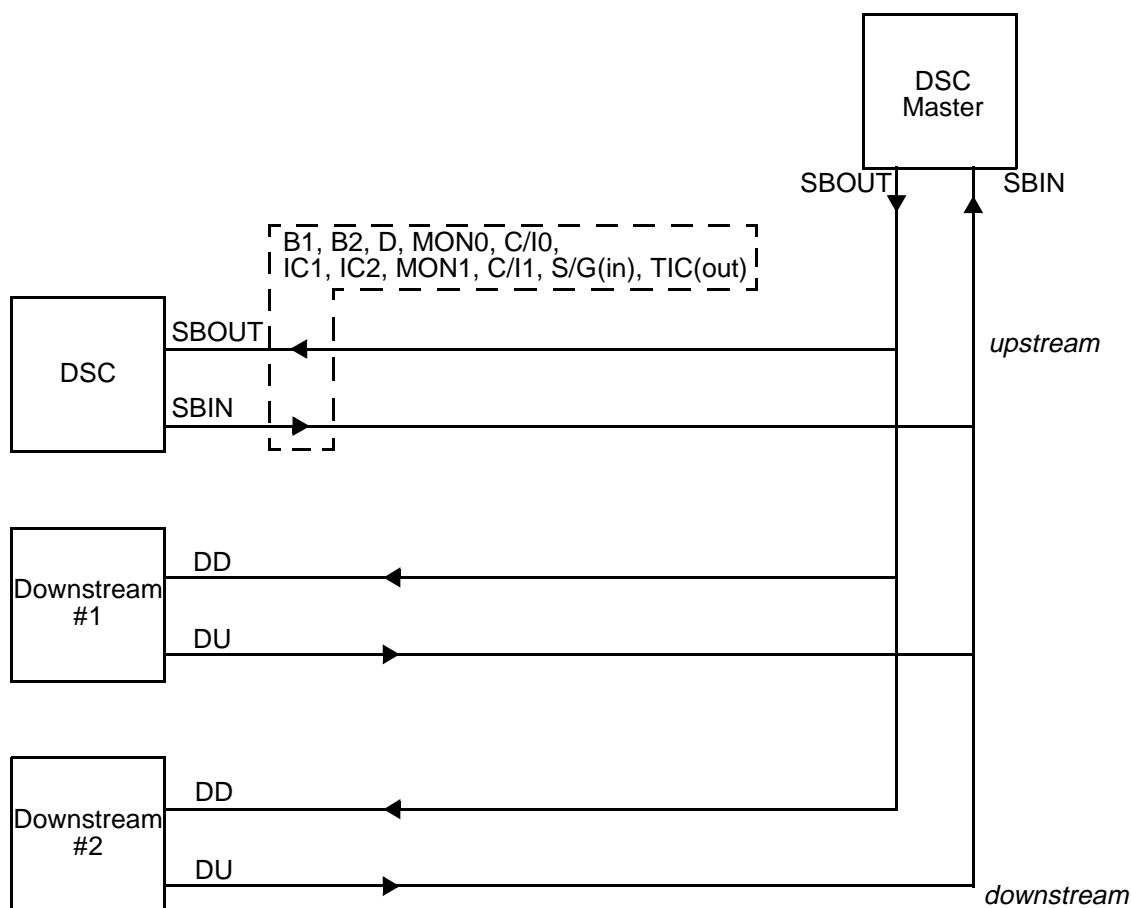 DSC
Master
SBOUT
SBIN
B1, B2, D, MON0, C/I0,
IC1, IC2, MON1, C/I1, S/G(in), TIC(out)
SBOUT
upstream
DSC
SBIN
DD
Downstream
#1
DU
DD
Downstream
#2
DU
downstream